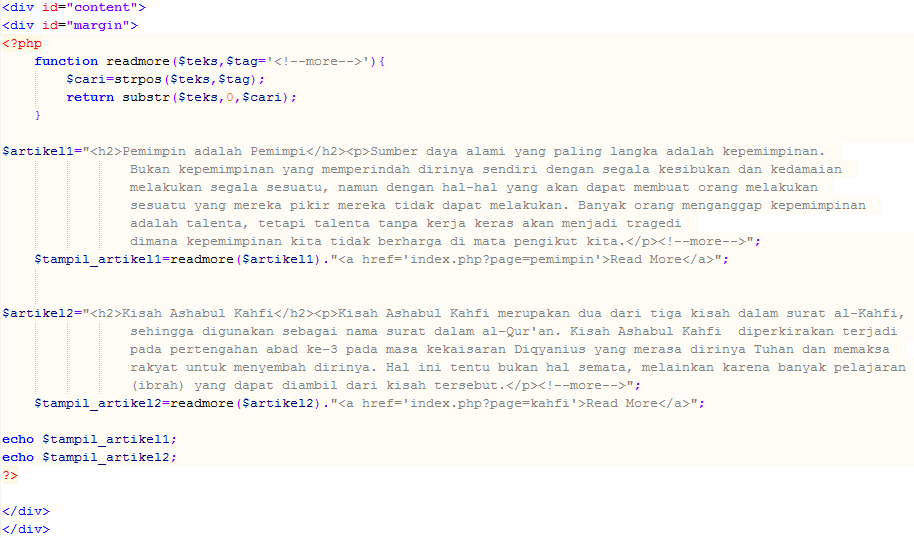 <div id="content">
<div id="margin">
<?php
function readmore($teks,$tag='<!--more-->'){
$cari=strpos($teks,$tag);
return substr($teks,0,$cari);
}
$artikel1="<h2>Pemimpin adalah Pemimpi</h2><p>Sumber daya alami yang paling langka adalah kepemimpinan.
Bukan kepemimpinan yang memperindah dirinya sendiri dengan segala kesibukan dan kedamaian
melakukan segala sesuatu, namun dengan hal-hal yang akan dapat membuat orang melakukan
sesuatu yang mereka pikir mereka tidak dapat melakukan. Banyak orang menganggap kepemimpinan
adalah talenta, tetapi talenta tanpa kerja keras akan menjadi tragedi
dimana kepemimpinan kita tidak berharga di mata pengikut kita.</p><!--more-->";
$tampil_artikel1=readmore($artikel1)."<a href='index.php?page=pemimpin'>Read More</a>";
$artikel2="<h2>Kisah Ashabul Kahfi</h2><p>Kisah Ashabul Kahfi merupakan dua dari tiga kisah dalam surat al-Kahfi,
sehingga digunakan sebagai nama surat dalam al-Qur'an. Kisah Ashabul Kahfi  diperkirakan terjadi
pada pertengahan abad ke-3 pada masa kekaisaran Diqyanius yang merasa dirinya Tuhan dan memaksa
rakyat untuk menyembah dirinya. Hal ini tentu bukan hal semata, melainkan karena banyak pelajaran
(ibrah) yang dapat diambil dari kisah tersebut.</p><!--more-->";
$tampil_artikel2=readmore($artikel2)."<a href='index.php?page=kahfi'>Read More</a>";
echo $tampil_artikel1;
echo $tampil_artikel2;
?>
</div>
</div>